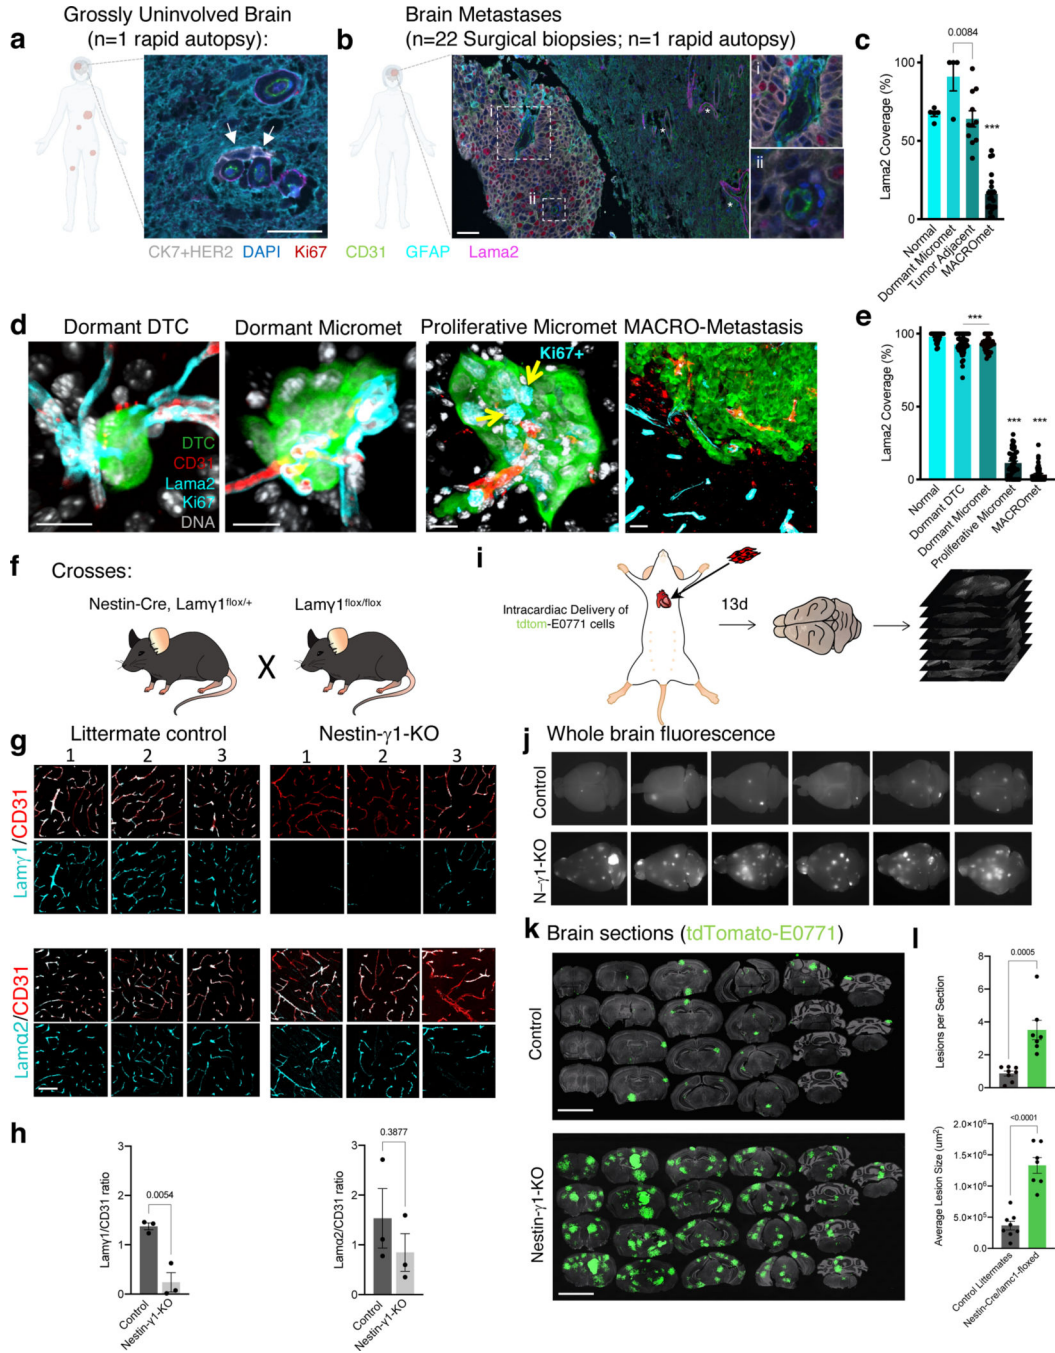 a
Grossly Uninvolved Brain
(n=1 rapid autopsy):
b
Brain Metastases
(n=22 Surgical biopsies; n=1 rapid autopsy)
i
ii
i
ii
*
*
*
CK7+HER2 DAPI Ki67 CD31 GFAP Lama2
c
0.0084
***
Lama2 Coverage (%)
100
50
0
Normal
Dormant Micromet
Tumor Adjacent
MACROmet
d
Dormant DTC
Dormant Micromet
Proliferative Micromet
MACRO-Metastasis
Ki67+
DTC
CD31
Lama2
Ki67
DNA
e
***
*** ***
Lama2 Coverage (%)
100
50
0
Normal
Dormant DTC
Dormant Micromet
Proliferative Micromet
MACROmet
f
Crosses:
Nestin-Cre, Lamγ1flox/+
Lamγ1flox/flox
X
i
Intracardiac Delivery of
tdtom-E0771 cells
13d
g
Littermate control
Nestin-γ1-KO
1 2 3 1 2 3
Lamγ1/CD31
Lamα2/CD31
h
Lamγ1/CD31 ratio
3
2
1
0
0.0054
Control
Nestin-γ1-KO
Lamα2/CD31 ratio
3
2
1
0
0.3877
Control
Nestin-γ1-KO
j
Whole brain fluorescence
Control
N–γ1-KO
k
Brain sections (tdTomato-E0771)
Control
Nestin-γ1-KO
l
0.0005
Lesions per Section
8
6
4
2
0
<0.0001
Average Lesion Size (um²)
2.0×10⁶
1.5×10⁶
1.0×10⁶
5.0×10⁵
0.0
Control Littermates
Nestin-Cre/lamc1-floxed